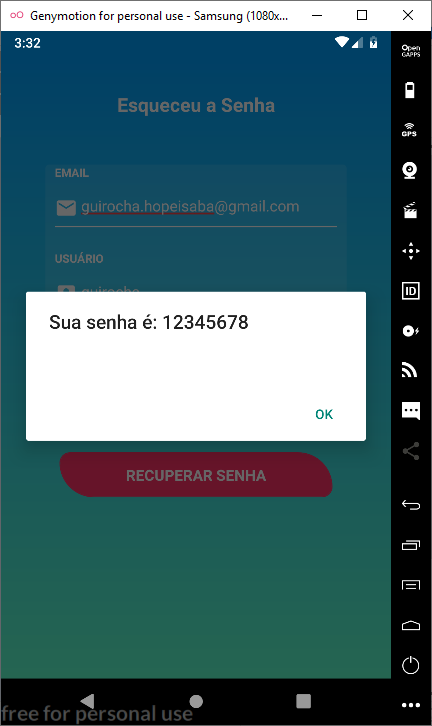 Genymotion for personal use - Samsung (1080x...
3:32
Open
GAPPS
Esqueceu a Senha
GPS
EMAIL
guirocha.hopeisaba@gmail.com
USUÁRIO
guirocha
ID
Sua senha é: 12345678
OK
RECUPERAR SENHA
free for personal use